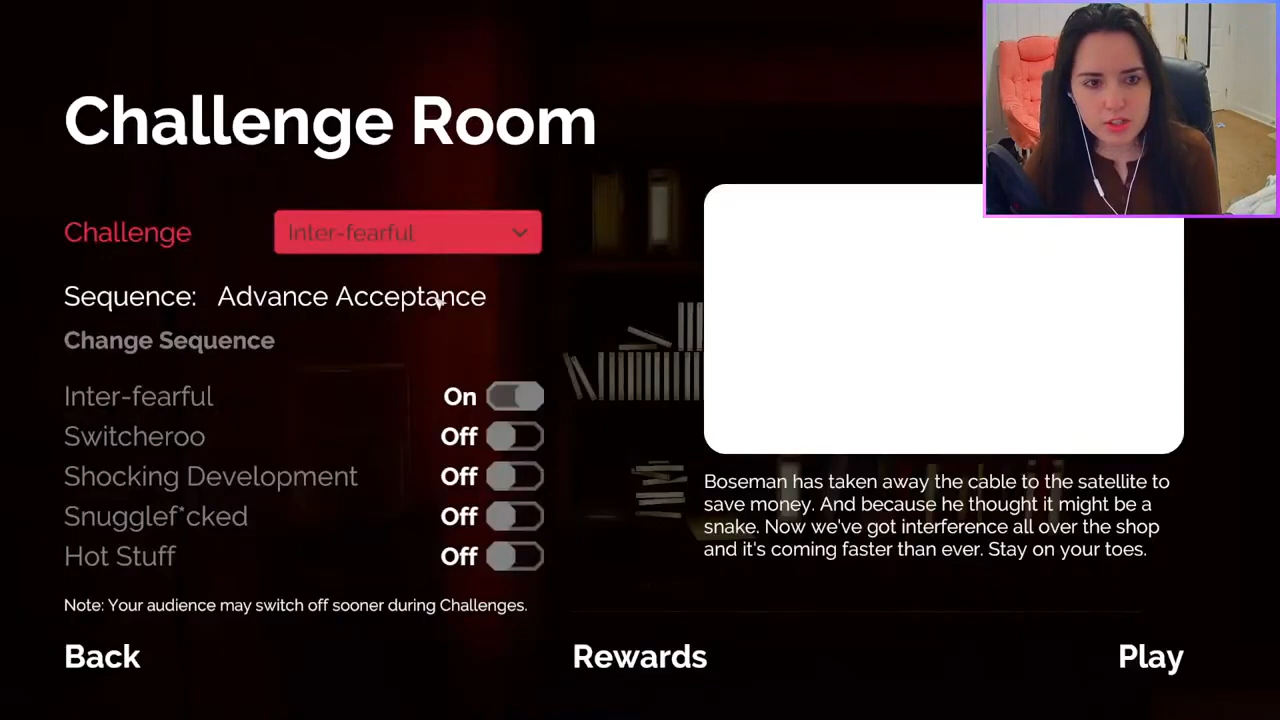 Challenge Room
Challenge
Inter-fearful
Sequence: Advance Acceptance
Change Sequence
Inter-fearful On
Switcheroo Off
Shocking Development Off
Snugglef*cked Off
Hot Stuff Off
Note: Your audience may switch off sooner during Challenges.
Boseman has taken away the cable to the satellite to
save money. And because he thought it might be a
snake. Now we've got interference all over the shop
and it's coming faster than ever. Stay on your toes.
Back
Rewards
Play